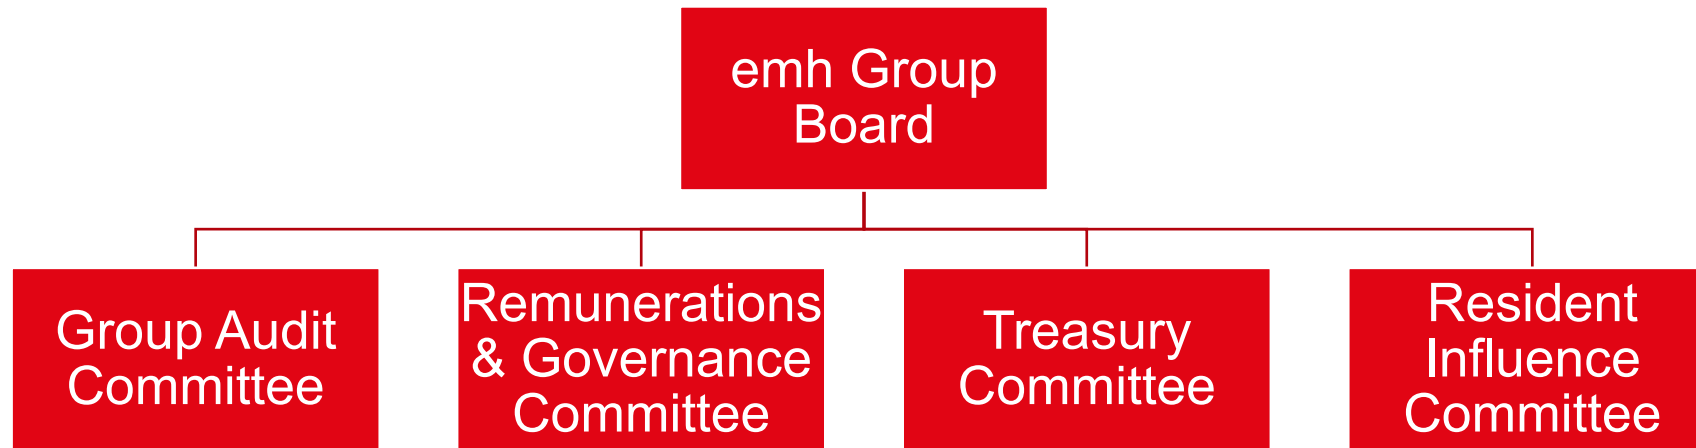 emh Group
Board
Group Audit
Committee
Remunerations
& Governance
Committee
Treasury
Committee
Resident
Influence
Committee